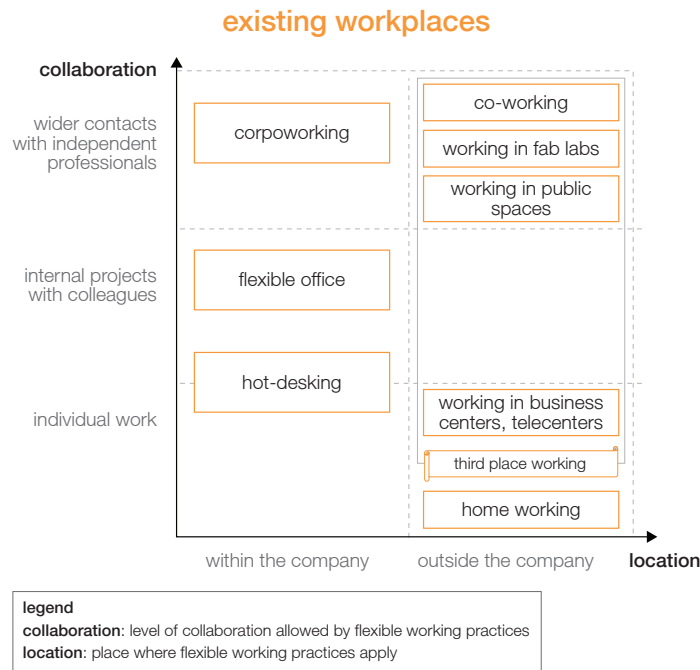 existing workplaces
collaboration
wider contacts
with independent
professionals
corpoworking
co-working
working in fab labs
working in public
spaces
internal projects
with colleagues
flexible office
hot-desking
individual work
working in business
centers, telecenters
third place working
home working
within the company
outside the company
location
legend
collaboration: level of collaboration allowed by flexible working practices
location: place where flexible working practices apply